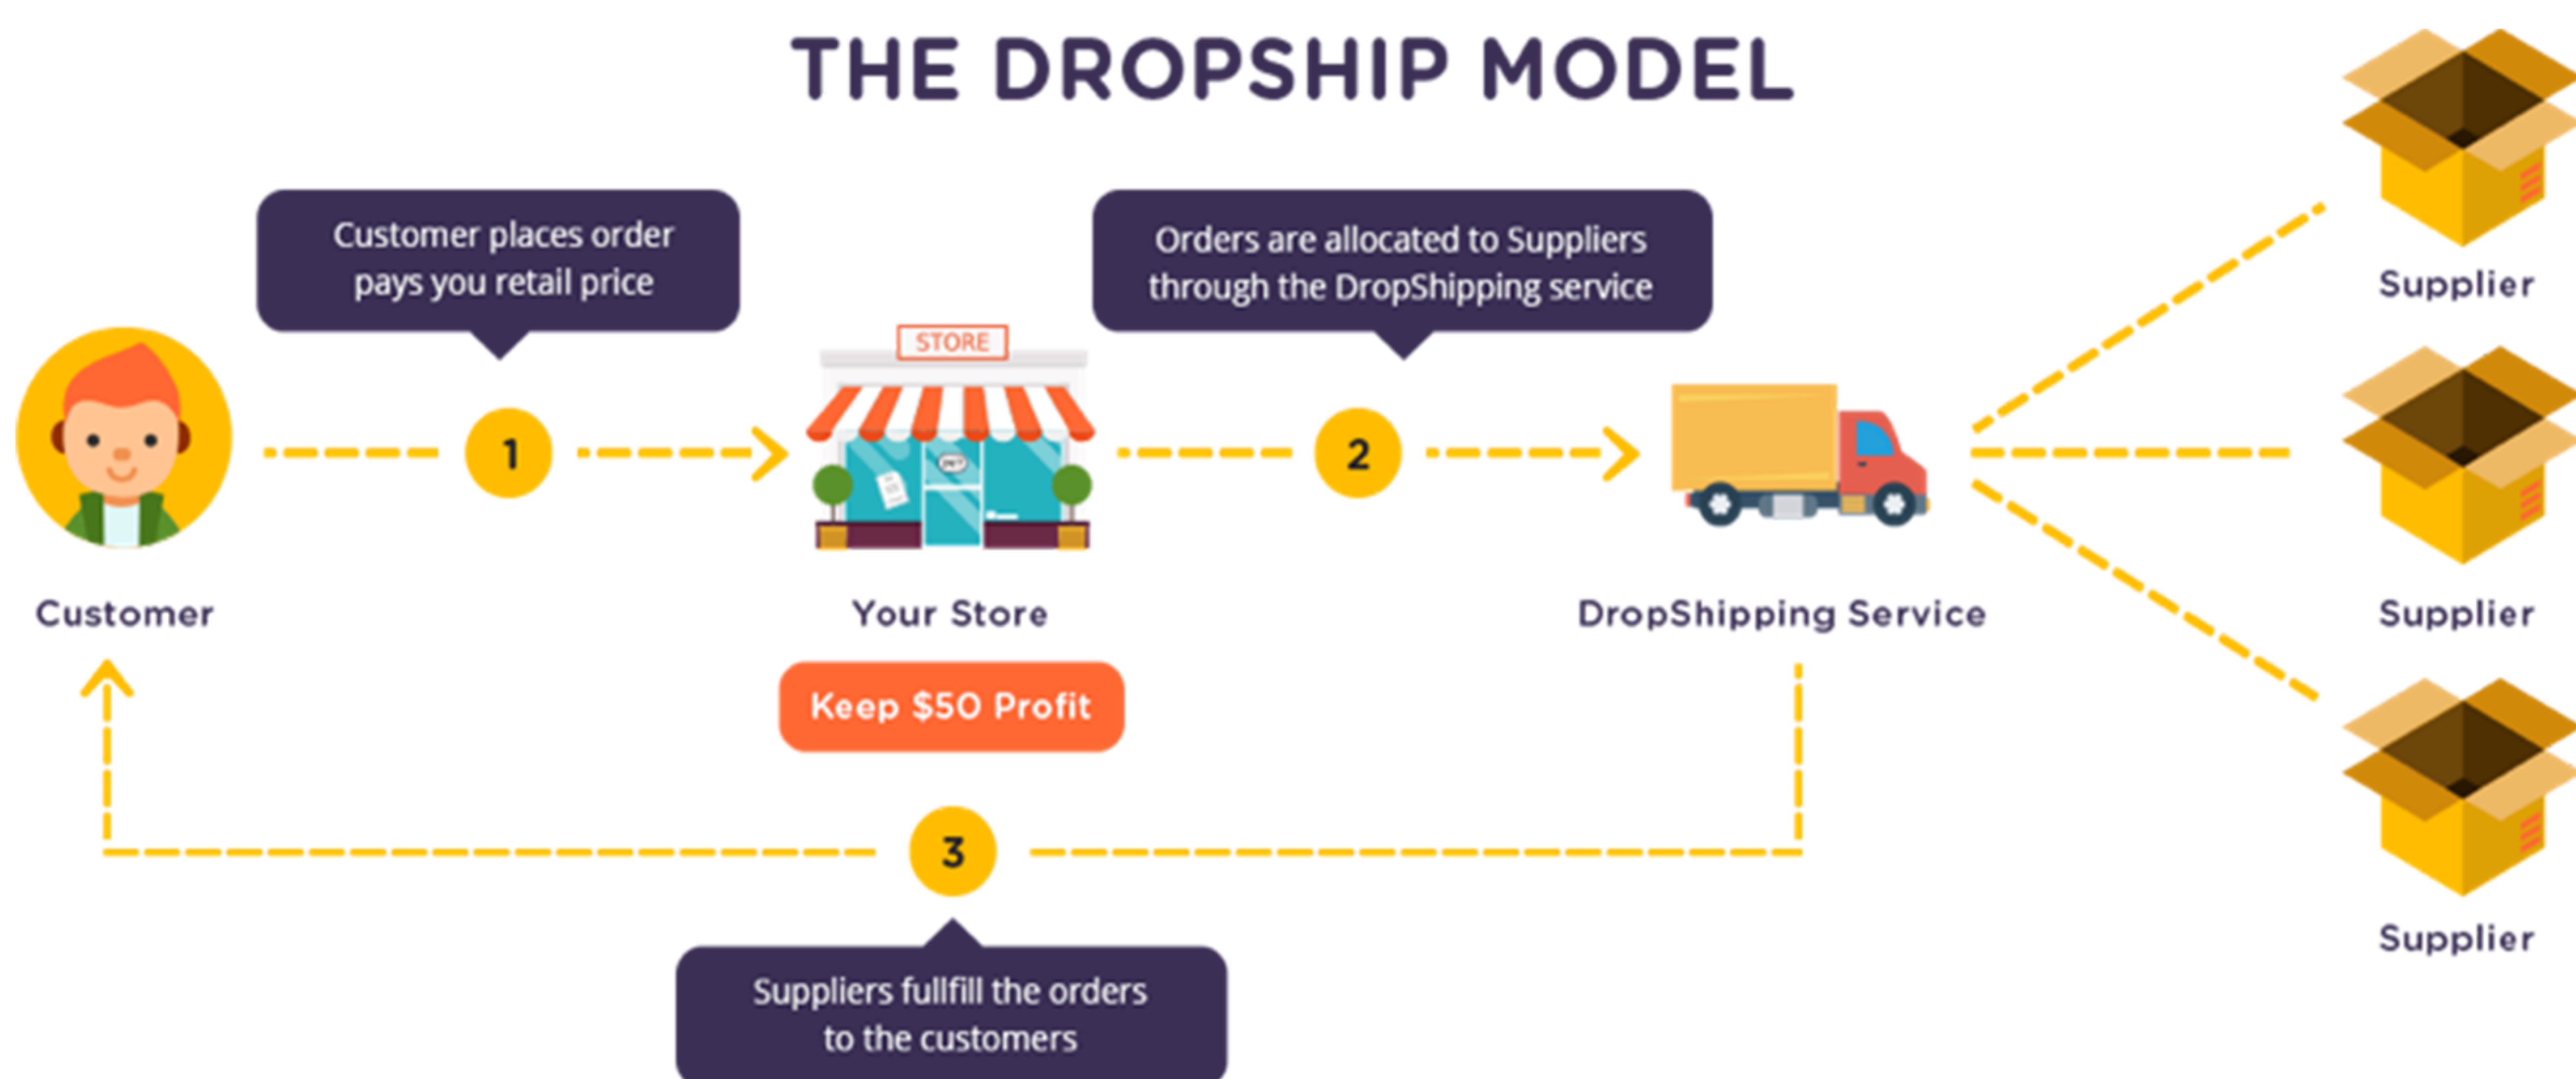 THE DROPSHIP MODEL
Customer places order
pays you retail price
Orders are allocated to Suppliers
through the DropShipping service
STORE
1
2
Customer
Your Store
DropShipping Service
Supplier
Supplier
Supplier
Keep $50 Profit
3
Suppliers fullfill the orders
to the customers